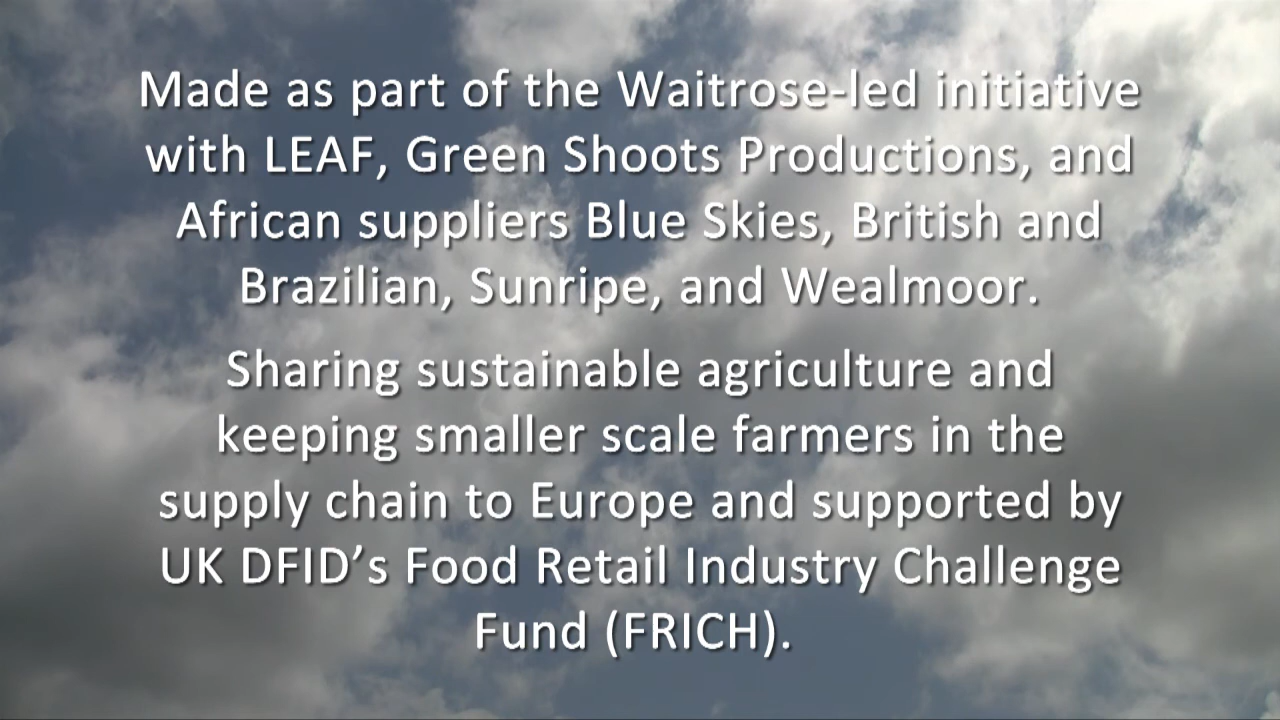 Made as part of the Waitrose-led initiative
with LEAF, Green Shoots Productions, and
African suppliers Blue Skies, British and
Brazilian, Sunripe, and Wealmoor.
Sharing sustainable agriculture and
keeping smaller scale farmers in the
supply chain to Europe and supported by
UK DFID’s Food Retail Industry Challenge
Fund (FRICH).